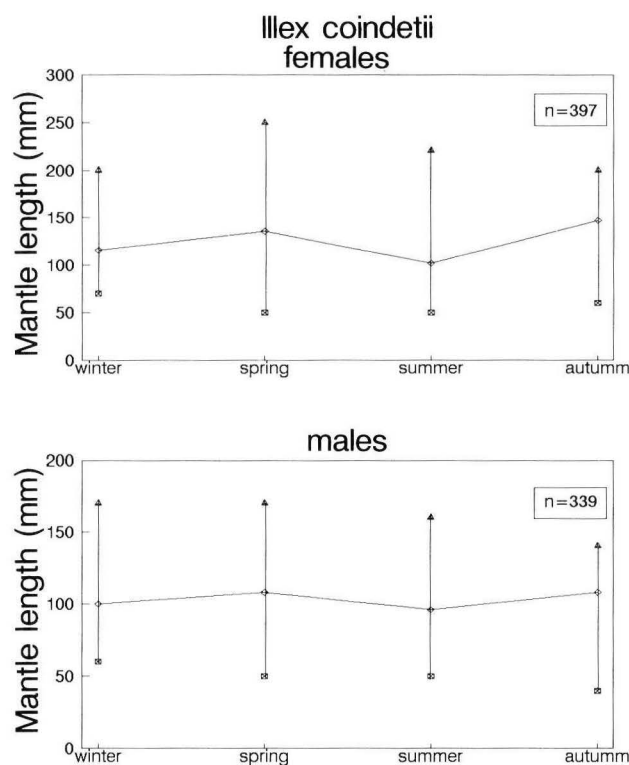 Illex coindetii
females
Mantle length (mm)
300
250
200
150
100
50
0
n=397
winter spring summer autumm
males
Mantle length (mm)
200
150
100
50
0
n=339
winter spring summer autumm